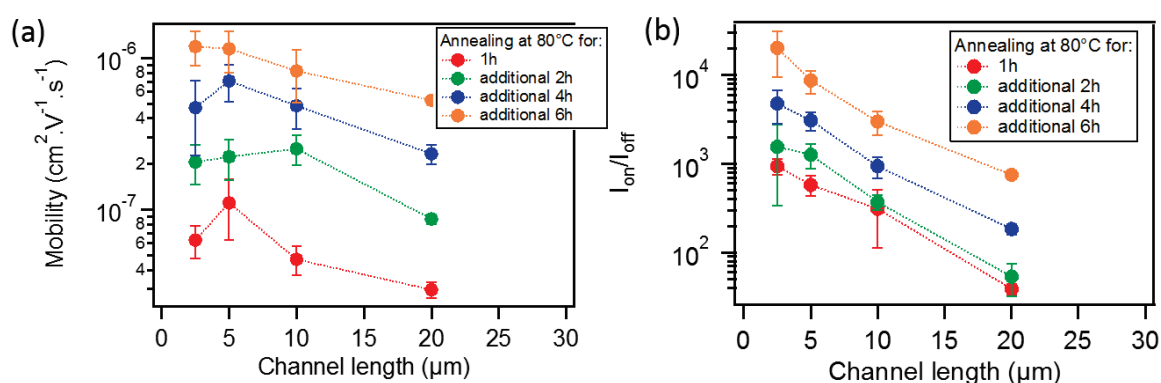 (a)
Mobility (cm².V⁻¹.s⁻¹)
10⁻⁶
8
6
4
2
10⁻⁷
8
6
4
Annealing at 80°C for:
1h
additional 2h
additional 4h
additional 6h
0 5 10 15 20 25 30
Channel length (µm)
(b)
Iₒₙ/Iₒff
10⁴
10³
10²
Annealing at 80°C for:
1h
additional 2h
additional 4h
additional 6h
0 5 10 15 20 25 30
Channel length (µm)